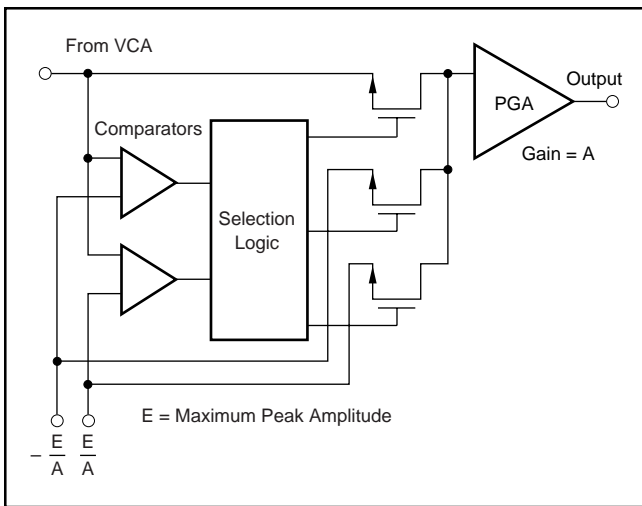 From VCA
Output
PGA
Comparators
Gain = A
Selection
Logic
E = Maximum Peak Amplitude
– E/A
E/A